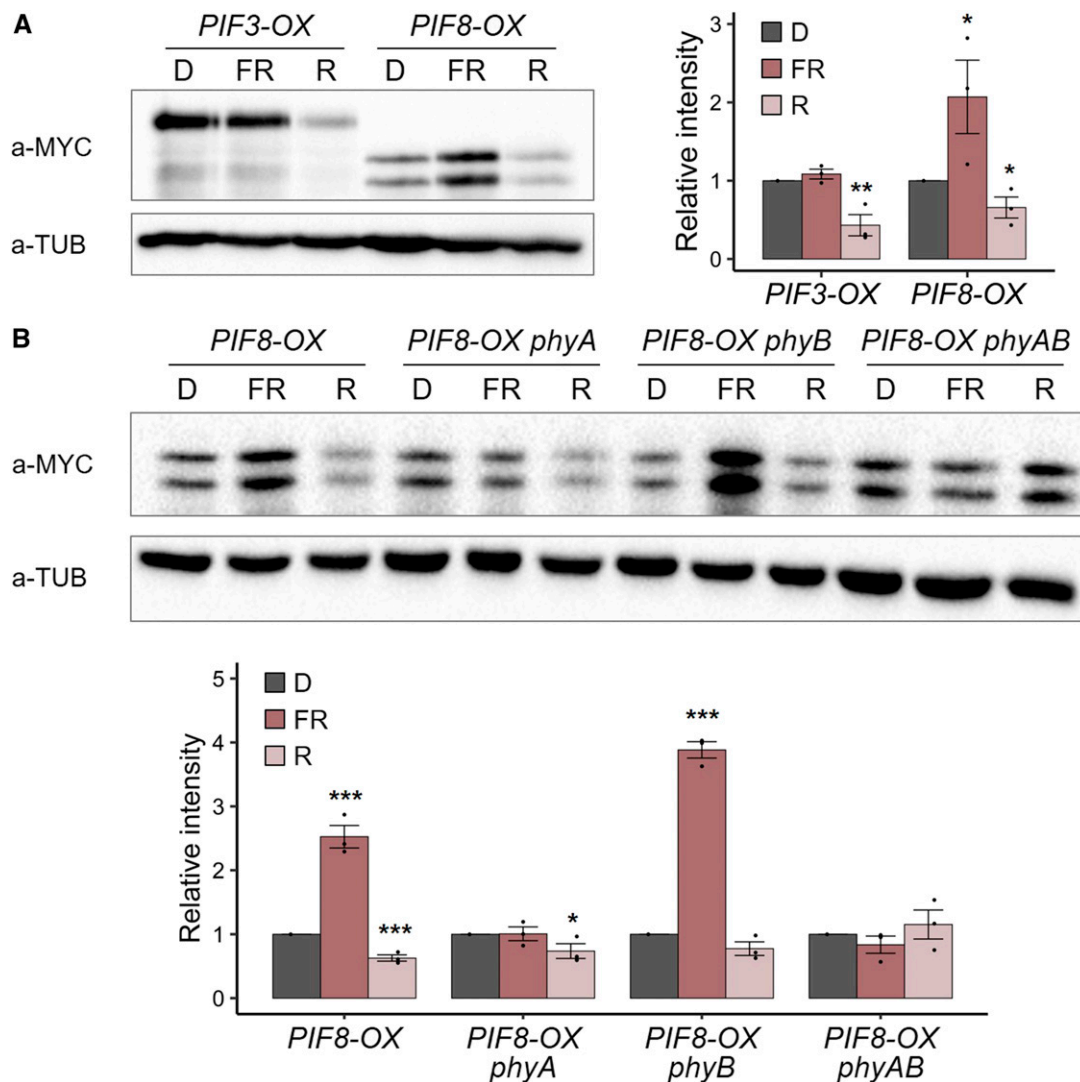 A
PIF3-OX PIF8-OX
D FR R D FR R
a-MYC
a-TUB
Relative intensity
3
2
1
0
D
FR
R
*
**
*
PIF3-OX PIF8-OX
B
PIF8-OX PIF8-OX phyA PIF8-OX phyB PIF8-OX phyAB
D FR R D FR R D FR R D FR R
a-MYC
a-TUB
Relative intensity
5
4
3
2
1
0
D
FR
R
***
***
*
***
PIF8-OX PIF8-OX PIF8-OX PIF8-OX
phyA phyB phyAB